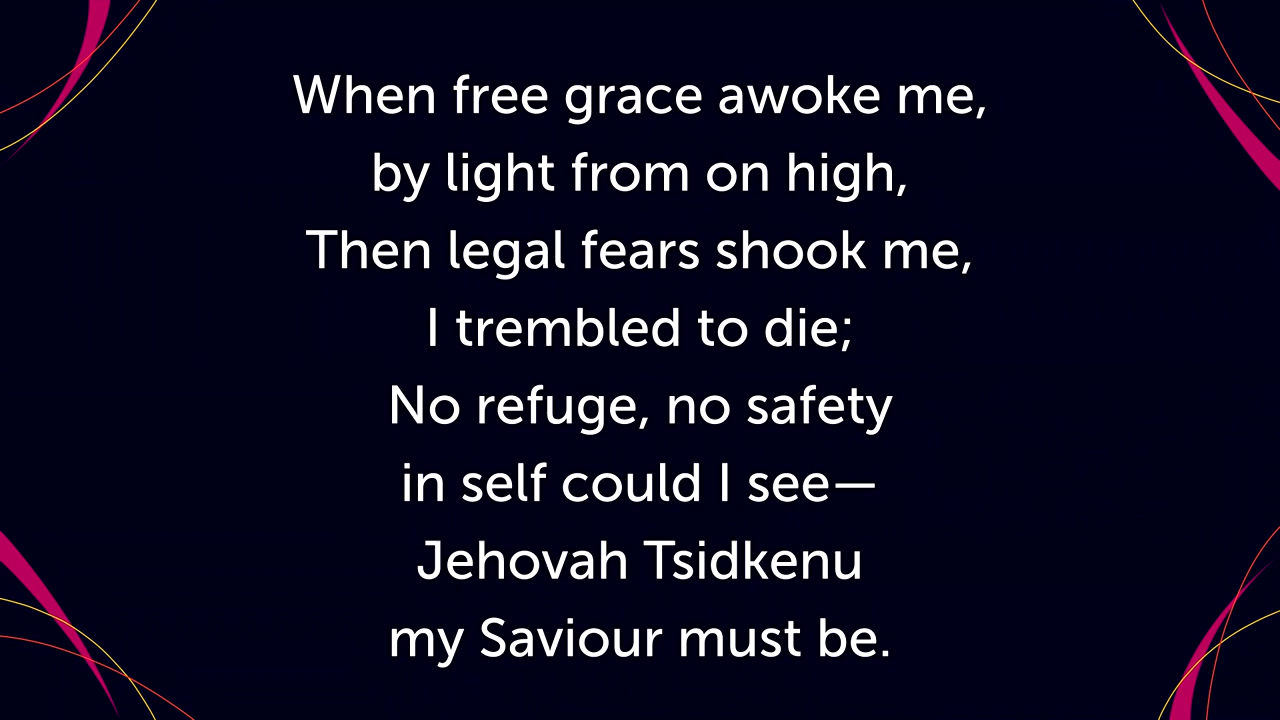 When free grace awoke me,
by light from on high,
Then legal fears shook me,
I trembled to die;
No refuge, no safety
in self could I see—
Jehovah Tsidkenu
my Saviour must be.